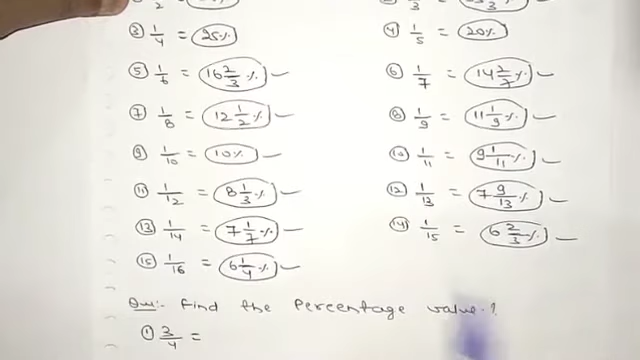 ③ 1/4 = 25% ④ 1/5 = 20%
⑤ 1/6 = 16 2/3 % ⑥ 1/7 = 14 2/7 %
⑦ 1/8 = 12 1/2 % ⑧ 1/9 = 11 1/9 %
⑨ 1/10 = 10% ⑩ 1/11 = 9 1/11 %
⑪ 1/12 = 8 1/3 % ⑫ 1/13 = 7 9/13 %
⑬ 1/14 = 7 1/7 % ⑭ 1/15 = 6 2/3 %
⑮ 1/16 = 6 1/4 %
Que:- Find the Percentage value?
① 3/4 =